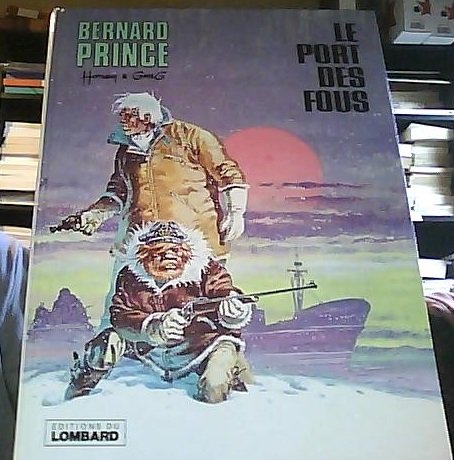 BERNARD
PRINCE
Hermann & Greg
LE
PORT
DES
FOUS
EDITIONS DU
LOMBARD